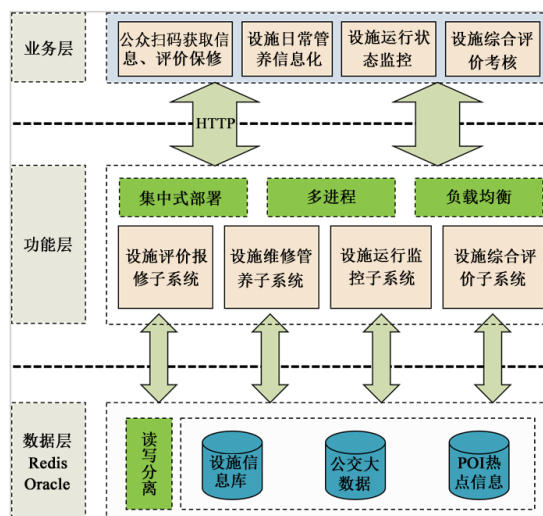 业务层
公众扫码获取信
息、评价保修
设施日常管
养信息化
设施运行状
态监控
设施综合评
价考核
HTTP
功能层
集中式部署
多进程
负载均衡
设施评价报
修子系统
设施维修管
养子系统
设施运行监
控子系统
设施综合评
价子系统
数据层
Redis
Oracle
读写分离
设施信
息库
公交大
数据
POI热
点信息